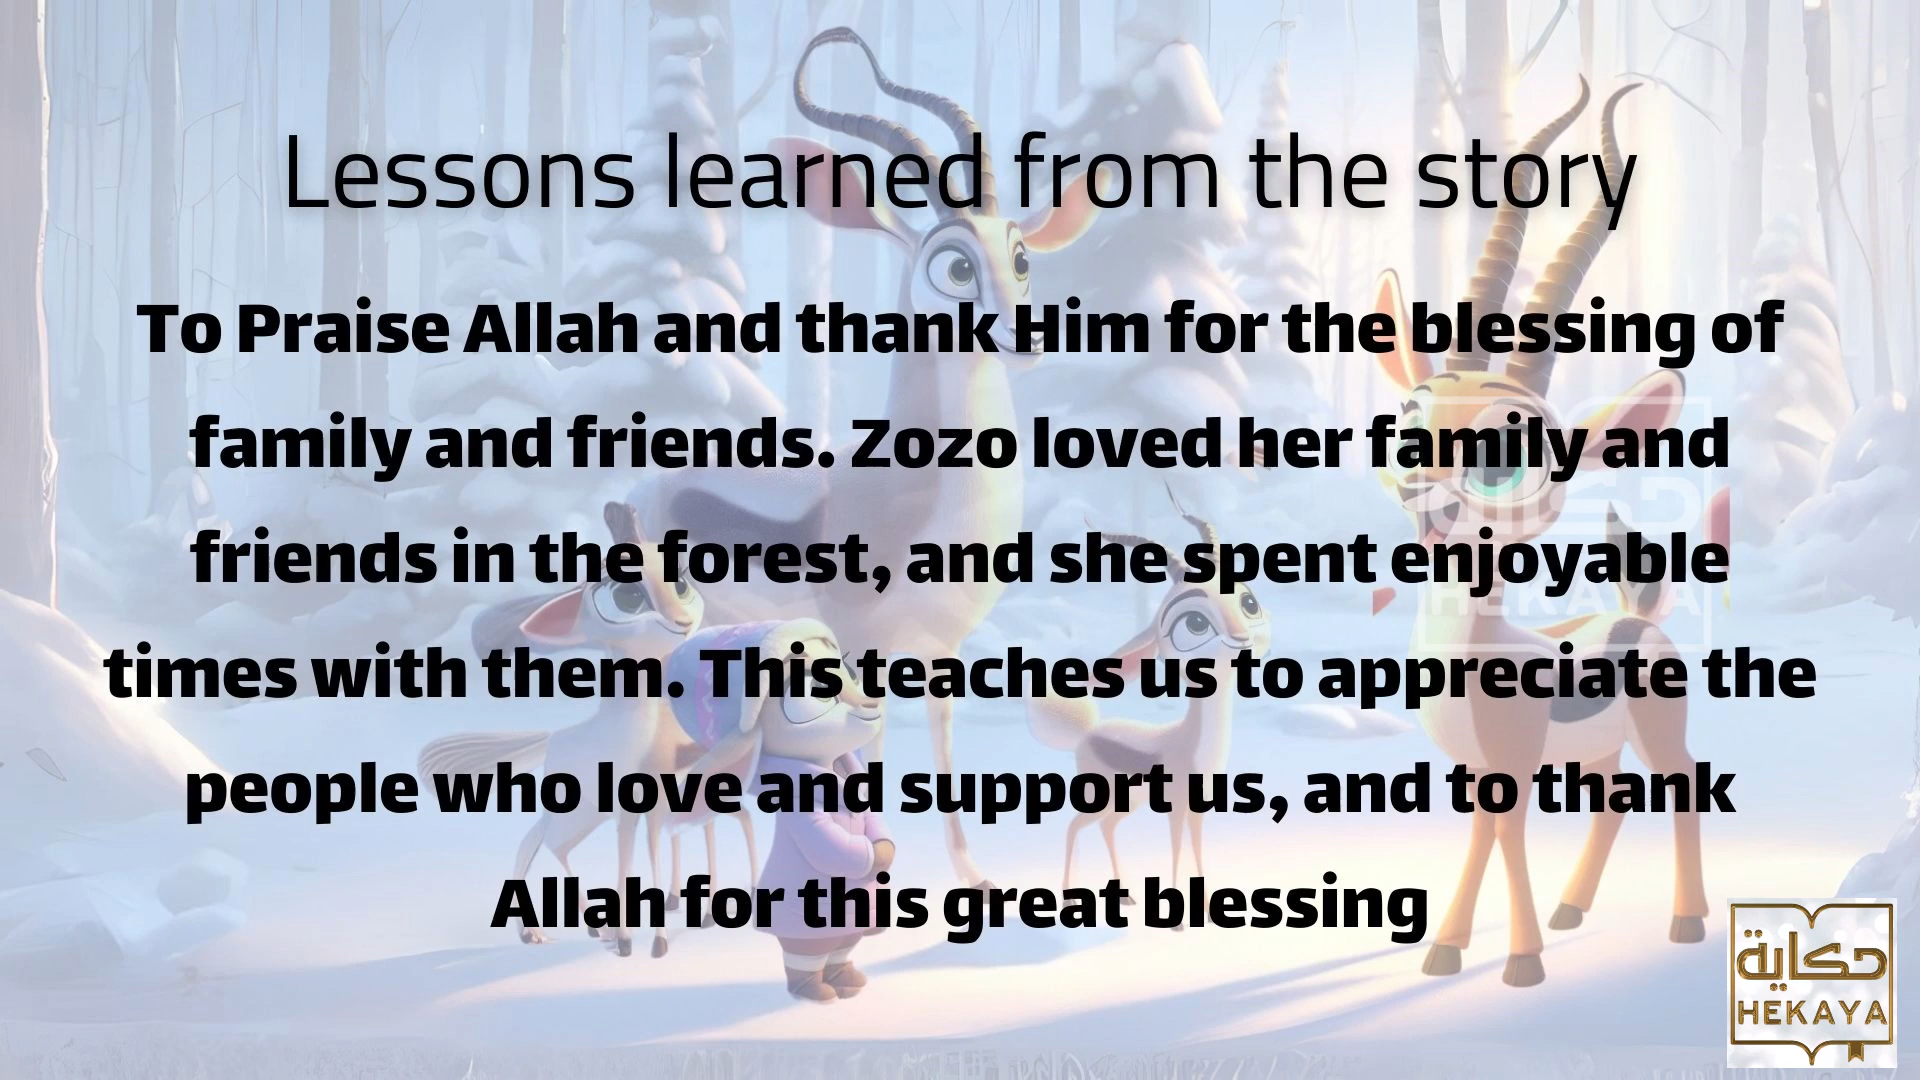 Lessons learned from the story
To Praise Allah and thank Him for the blessing of
family and friends. Zozo loved her family and
friends in the forest, and she spent enjoyable
times with them. This teaches us to appreciate the
people who love and support us, and to thank
Allah for this great blessing
حكاية
HEKAYA
حكاية
HEKAYA